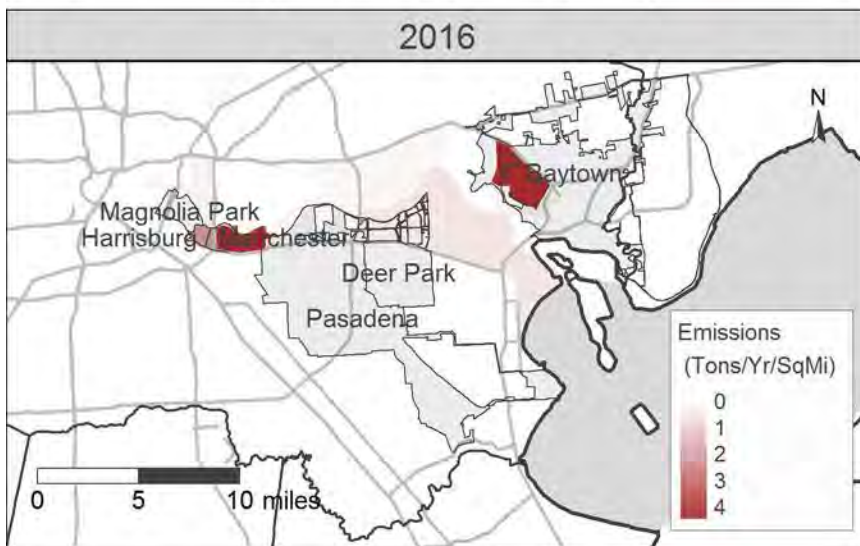 2016
N
Baytown
Magnolia Park
Harrisburg / Manchester
Deer Park
Pasadena
Emissions
(Tons/Yr/SqMi)
0
1
2
3
4
0 5 10 miles